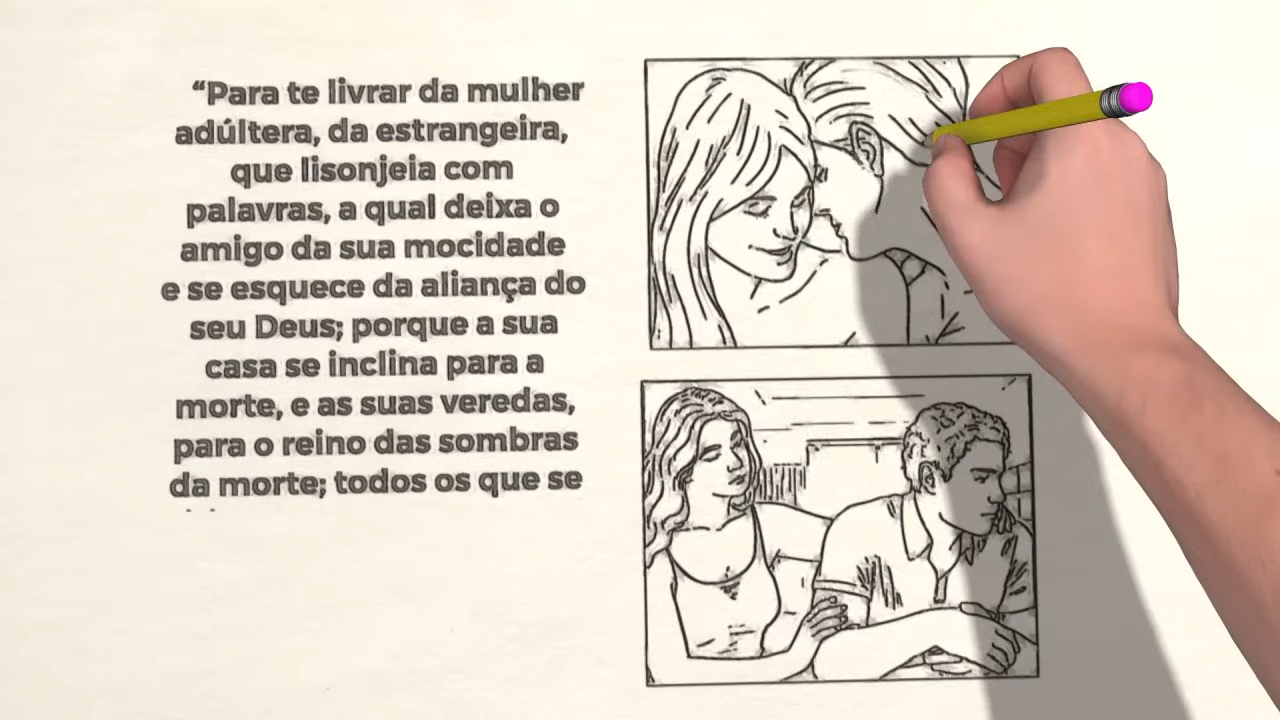 “Para te livrar da mulher
adúltera, da estrangeira,
que lisonjeia com
palavras, a qual deixa o
amigo da sua mocidade
e se esquece da aliança do
seu Deus; porque a sua
casa se inclina para a
morte, e as suas veredas,
para o reino das sombras
da morte; todos os que se